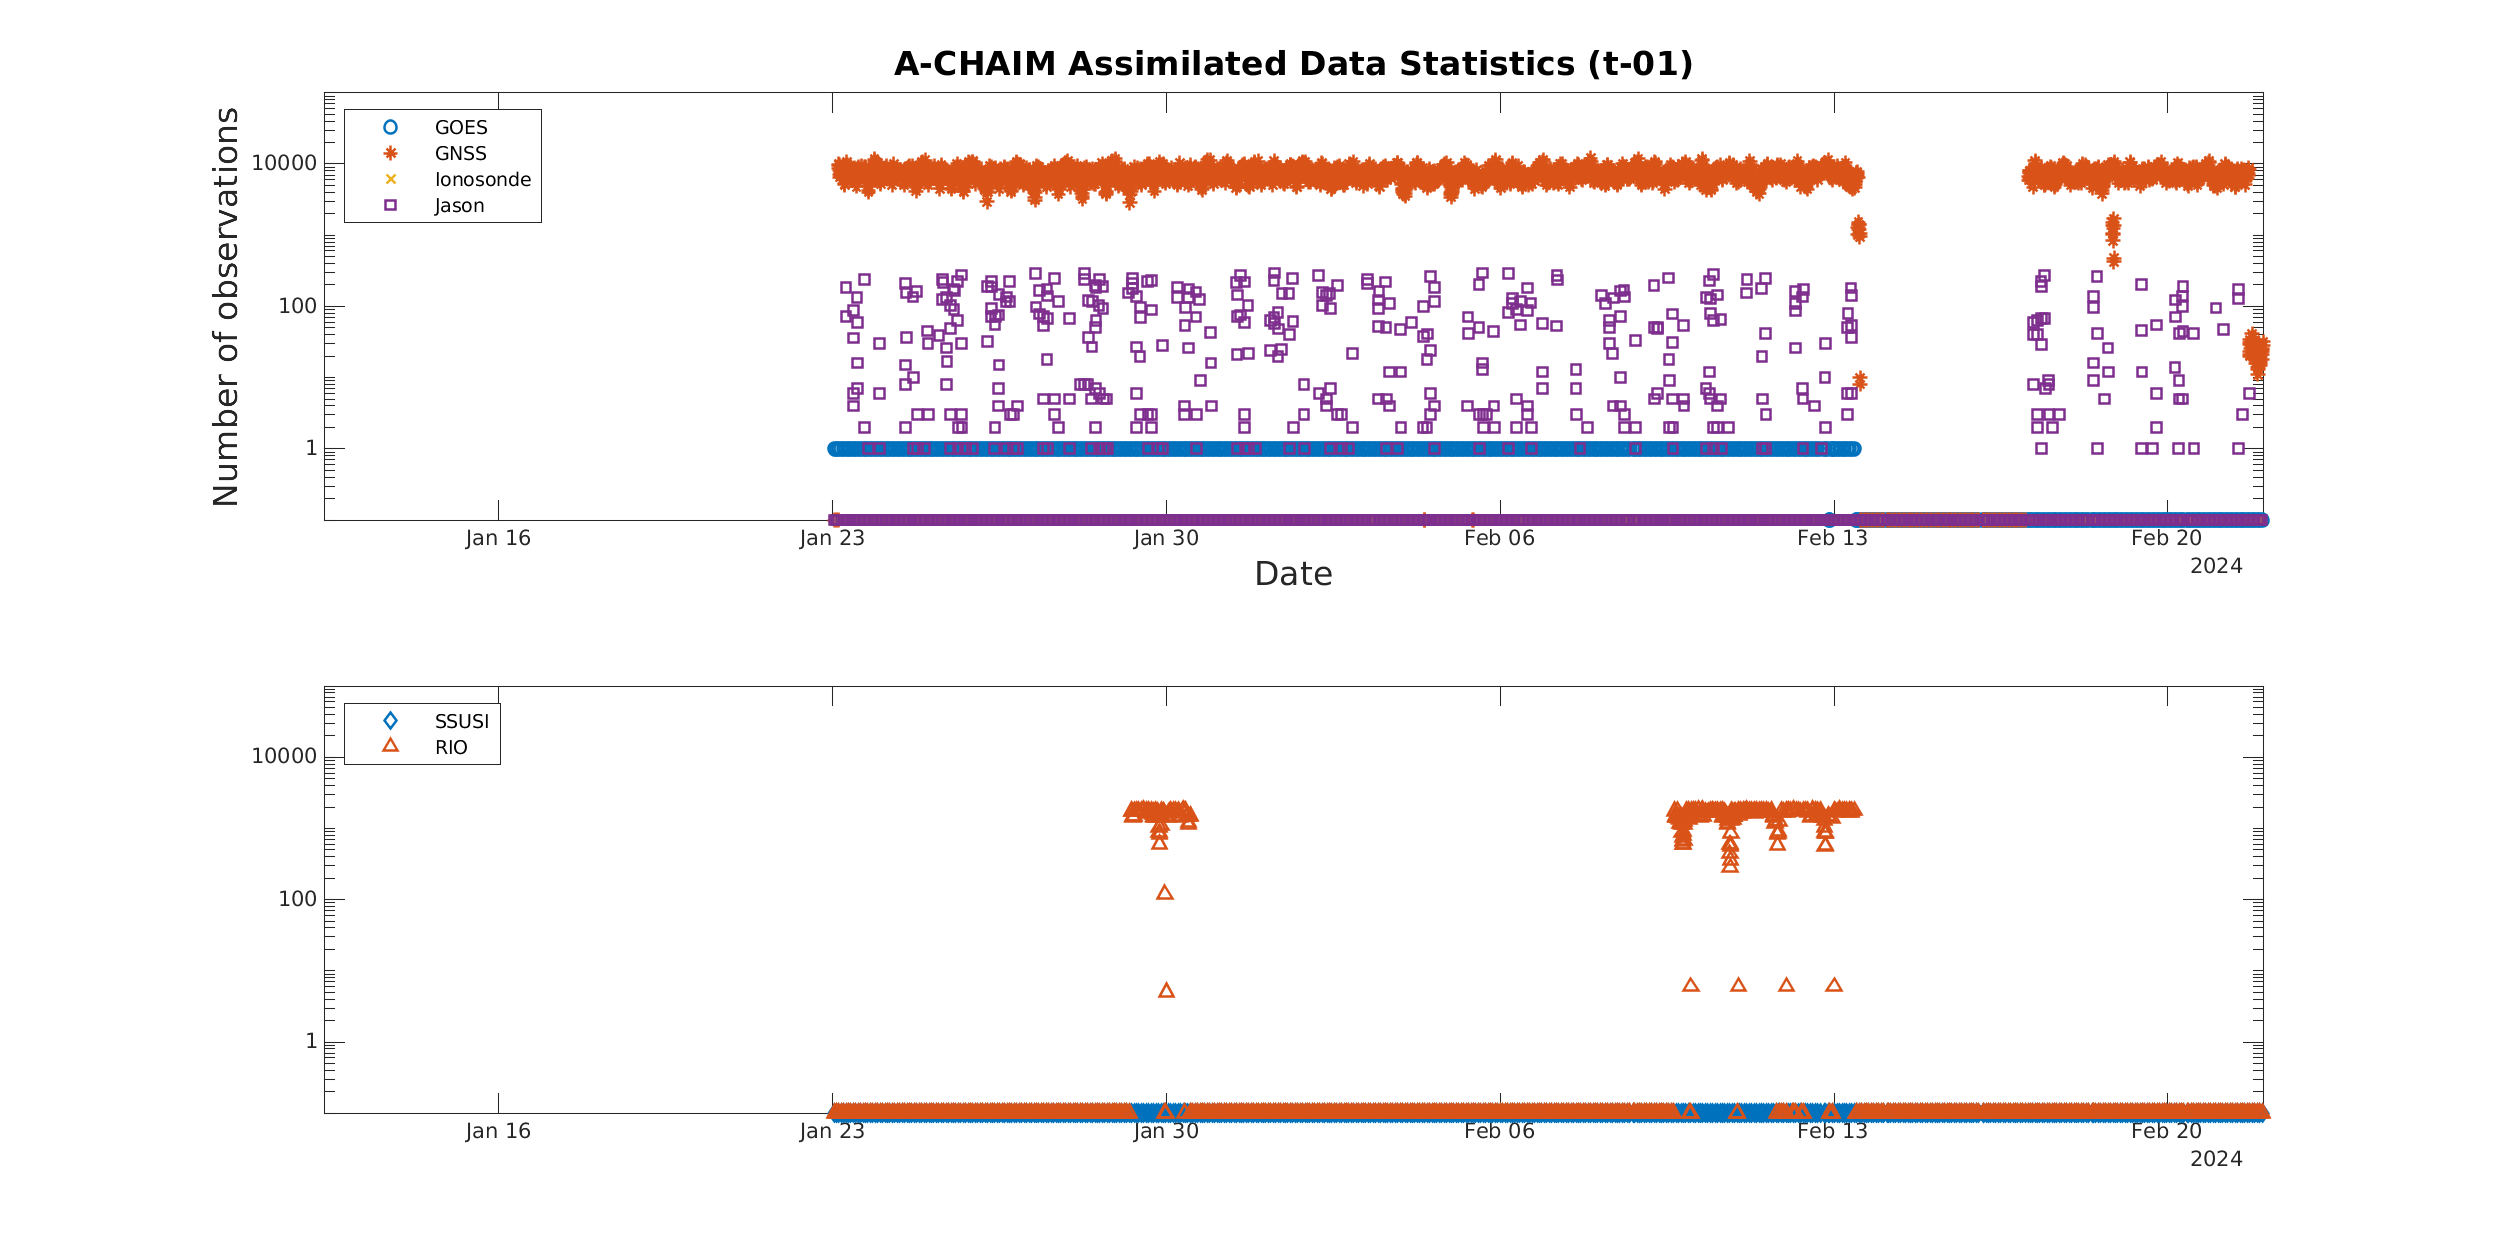 A-CHAIM Assimilated Data Statistics (t-01)
Number of observations
10000
100
1
GOES
GNSS
Ionosonde
Jason
Jan 16
Jan 23
Jan 30
Feb 06
Feb 13
Feb 20
2024
Date
10000
100
1
SSUSI
RIO
Jan 16
Jan 23
Jan 30
Feb 06
Feb 13
Feb 20
2024